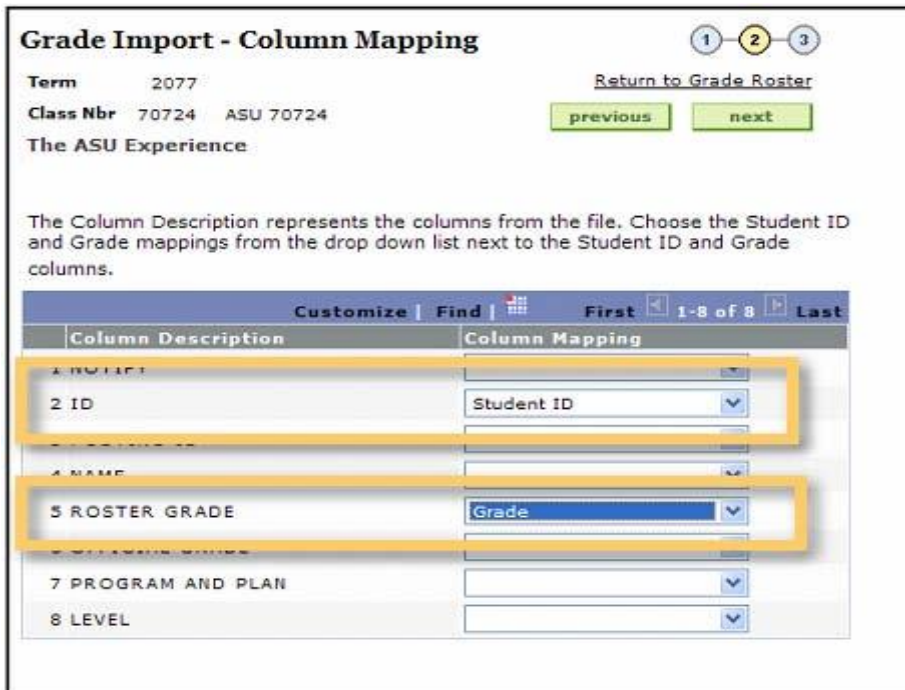 Grade Import - Column Mapping
1 2 3
Term 2077 Return to Grade Roster
Class Nbr 70724 ASU 70724 previous next
The ASU Experience
The Column Description represents the columns from the file. Choose the Student ID
and Grade mappings from the drop down list next to the Student ID and Grade
columns.
Customize | Find | First 1-8 of 8 Last
Column Description Column Mapping
1 NOTIFY
2 ID Student ID
4 NAME
5 ROSTER GRADE Grade
7 PROGRAM AND PLAN
8 LEVEL